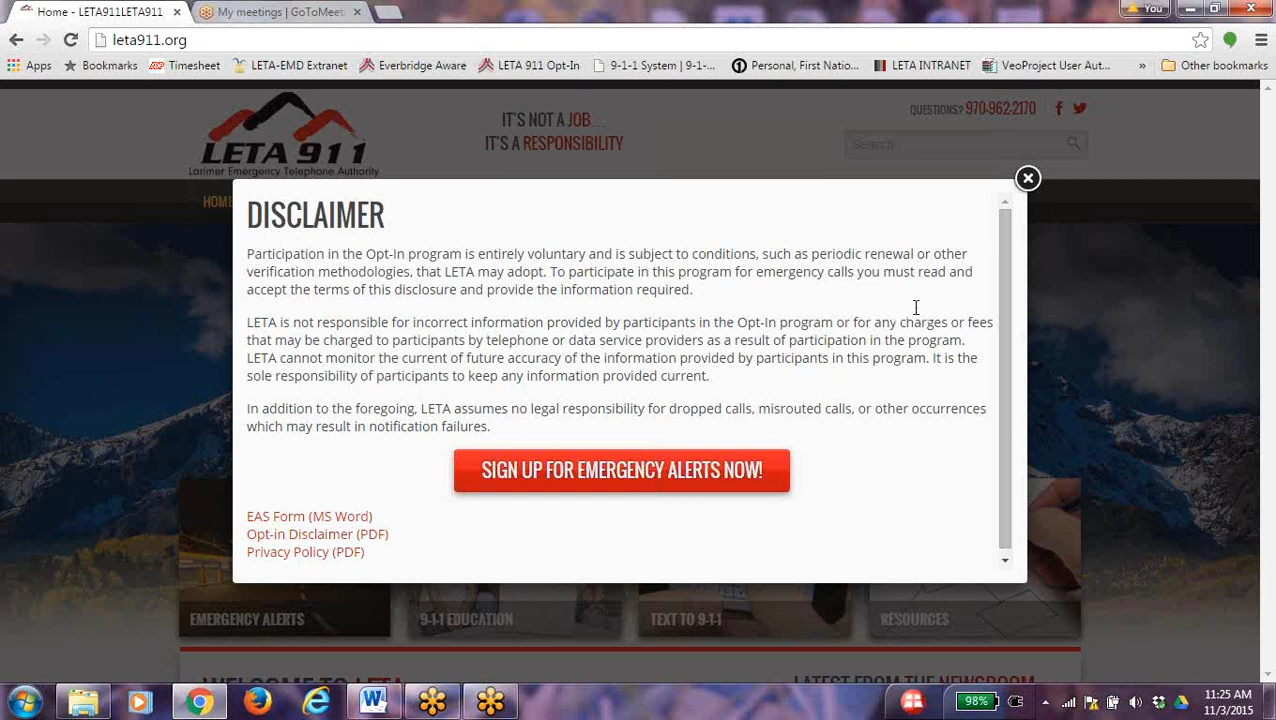 Home - LETA911LETA911
My meetings | GoToMeeti
You
leta911.org
Apps
Bookmarks
Timesheet
LETA-EMD Extranet
Everbridge Aware
LETA 911 Opt-In
9-1-1 System | 9-1-...
Personal, First Natio...
LETA INTRANET
VeoProject User Aut...
»
Other bookmarks
LETA 911
Larimer Emergency Telephone Authority
IT'S NOT A JOB...
IT'S A RESPONSIBILITY
QUESTIONS? 970-962-2170
Search
HOME
DISCLAIMER
Participation in the Opt-In program is entirely voluntary and is subject to conditions, such as periodic renewal or other
verification methodologies, that LETA may adopt. To participate in this program for emergency calls you must read and
accept the terms of this disclosure and provide the information required.
LETA is not responsible for incorrect information provided by participants in the Opt-In program or for any charges or fees
that may be charged to participants by telephone or data service providers as a result of participation in the program.
LETA cannot monitor the current of future accuracy of the information provided by participants in this program. It is the
sole responsibility of participants to keep any information provided current.
In addition to the foregoing, LETA assumes no legal responsibility for dropped calls, misrouted calls, or other occurrences
which may result in notification failures.
SIGN UP FOR EMERGENCY ALERTS NOW!
EAS Form (MS Word)
Opt-in Disclaimer (PDF)
Privacy Policy (PDF)
EMERGENCY ALERTS
9-1-1 EDUCATION
TEXT TO 9-1-1
RESOURCES
WELCOME TO LETA
LATEST FROM THE NEWSROOM
98%
11:25 AM
11/3/2015